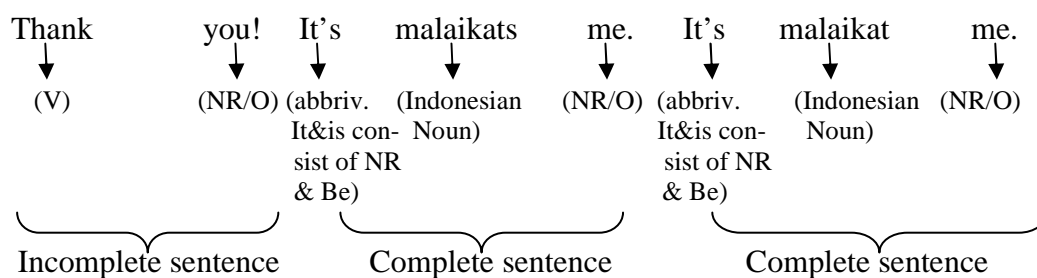 Thank you! It's malaikats me. It's malaikat me.
(V) (NR/O) (abbriv. (Indonesian (NR/O) (abbriv. (Indonesian (NR/O)
It&is con- Noun) It&is con- Noun)
sist of NR sist of NR
& Be) & Be)
Incomplete sentence Complete sentence Complete sentence